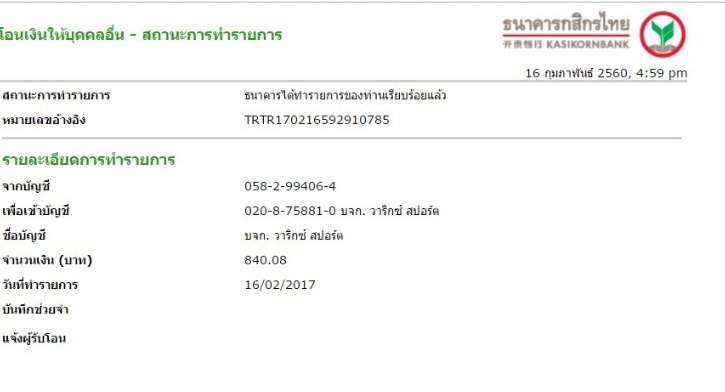 โอนเงินให้บุคคลอื่น - สถานะการทำรายการ
ธนาคารกสิกรไทย
开泰银行 KASIKORNBANK
16 กุมภาพันธ์ 2560, 4:59 pm
สถานะการทำรายการ ธนาคารได้ทำรายการของท่านเรียบร้อยแล้ว
หมายเลขอ้างอิง TRTR170216592910785
รายละเอียดการทำรายการ
จากบัญชี 058-2-99406-4
เพื่อเข้าบัญชี 020-8-75881-0 บจก. วาริกซ์ สปอร์ต
ชื่อบัญชี บจก. วาริกซ์ สปอร์ต
จำนวนเงิน (บาท) 840.08
วันที่ทำรายการ 16/02/2017
บันทึกช่วยจำ
แจ้งผู้รับโอน